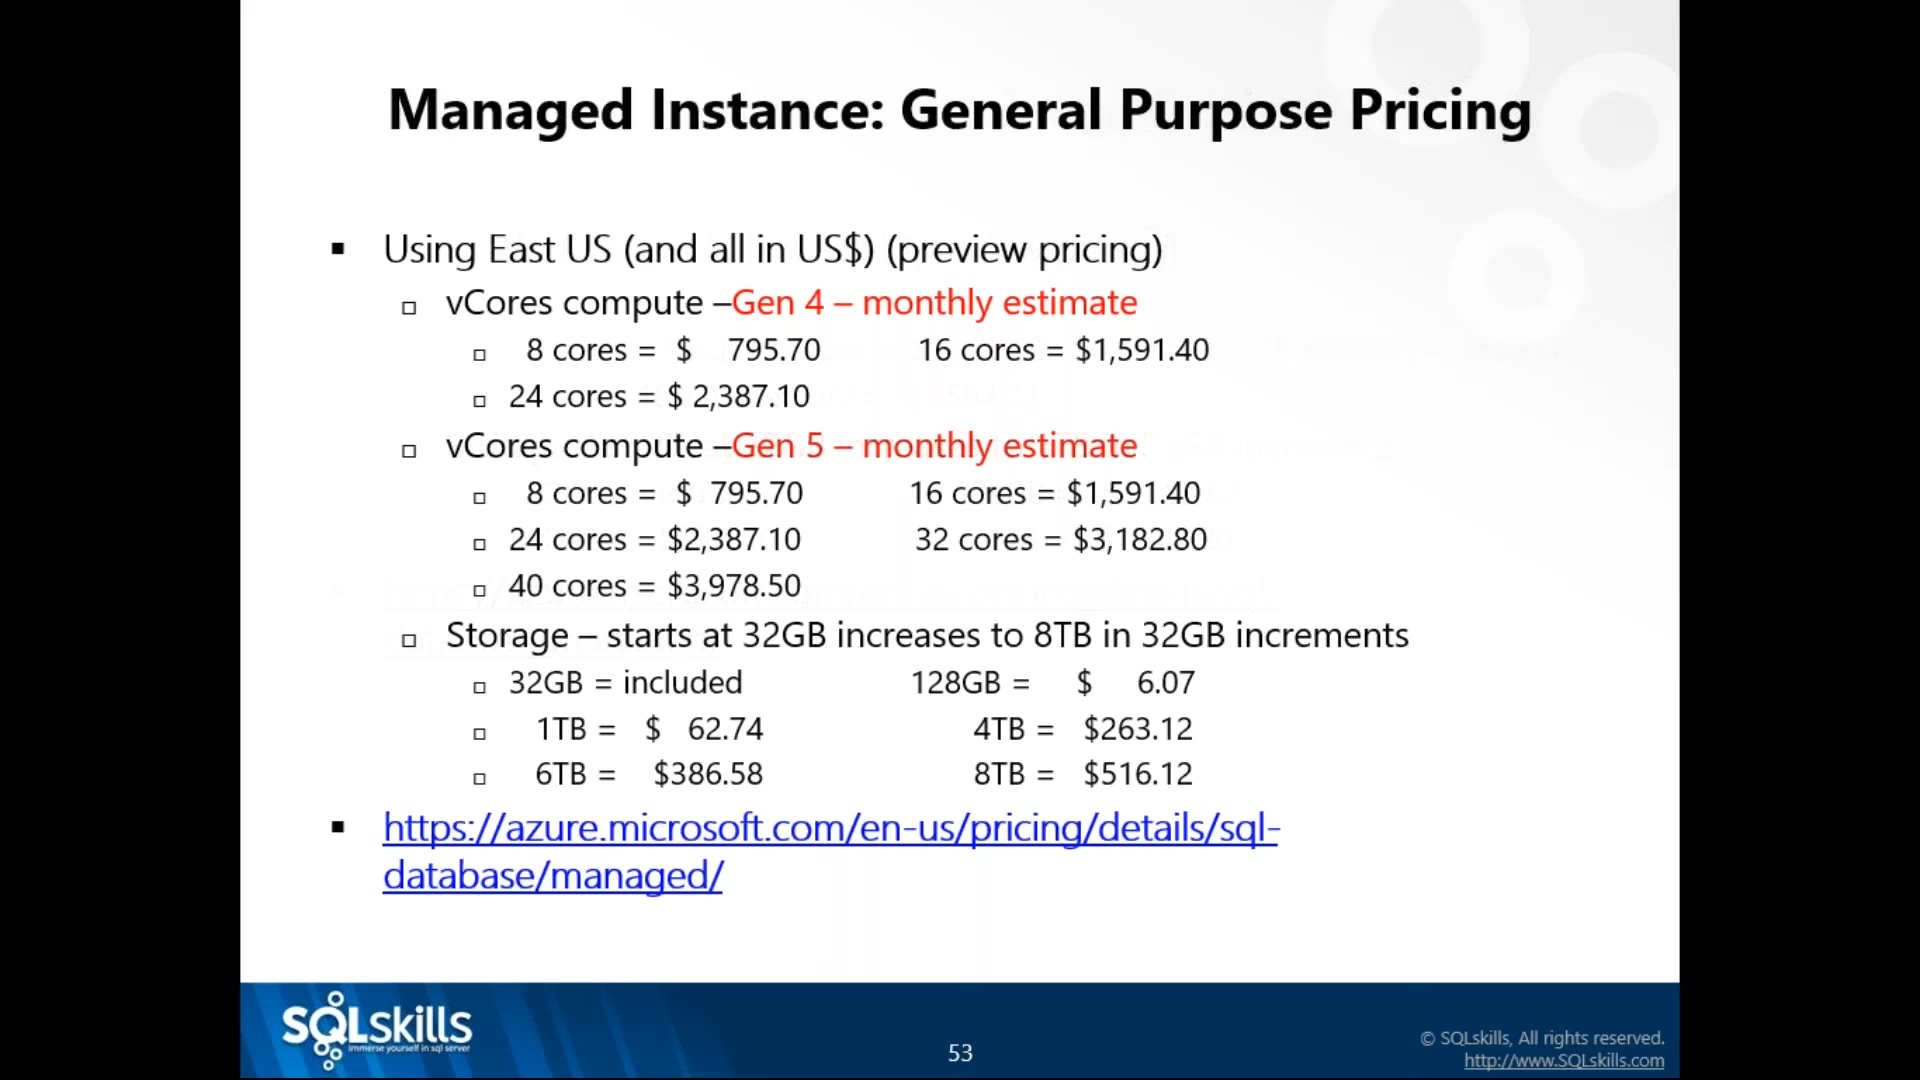 Managed Instance: General Purpose Pricing
Using East US (and all in US$) (preview pricing)
vCores compute –Gen 4 – monthly estimate
8 cores = $ 795.70 16 cores = $1,591.40
24 cores = $ 2,387.10
vCores compute –Gen 5 – monthly estimate
8 cores = $ 795.70 16 cores = $1,591.40
24 cores = $2,387.10 32 cores = $3,182.80
40 cores = $3,978.50
Storage – starts at 32GB increases to 8TB in 32GB increments
32GB = included 128GB = $ 6.07
1TB = $ 62.74 4TB = $263.12
6TB = $386.58 8TB = $516.12
https://azure.microsoft.com/en-us/pricing/details/sql-
database/managed/
SQLskills
immerse yourself in sql server
53
© SQLskills, All rights reserved.
http://www.SQLskills.com